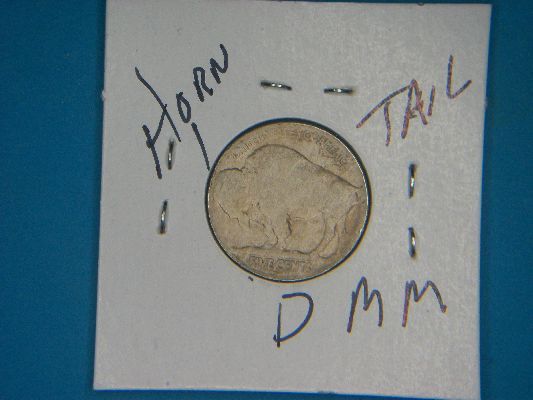 HORN
TAIL
FIVE CENTS
D MM